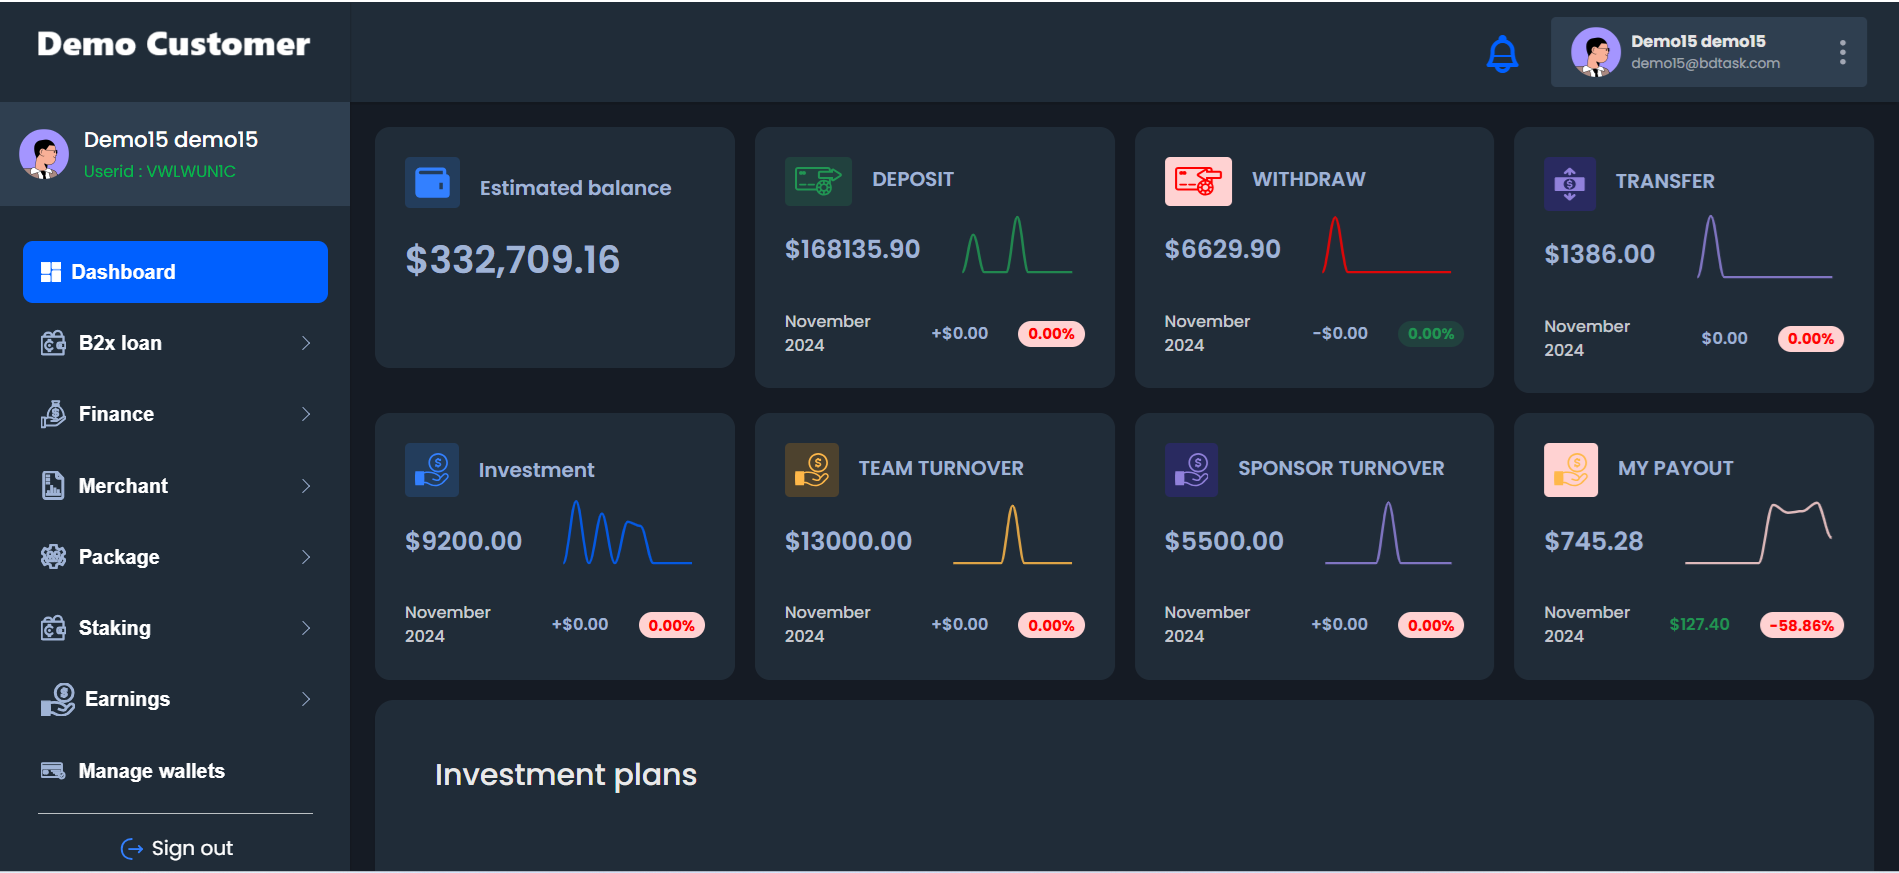 Demo Customer
Demo15 demo15
demo15@bdtask.com
Demo15 demo15
Userid : VWLWUN1C
Dashboard
B2x loan
Finance
Merchant
Package
Staking
Earnings
Manage wallets
Sign out
Estimated balance
$332,709.16
DEPOSIT
$168135.90
November
2024
+$0.00
0.00%
WITHDRAW
$6629.90
November
2024
-$0.00
0.00%
TRANSFER
$1386.00
November
2024
$0.00
0.00%
Investment
$9200.00
November
2024
+$0.00
0.00%
TEAM TURNOVER
$13000.00
November
2024
+$0.00
0.00%
SPONSOR TURNOVER
$5500.00
November
2024
+$0.00
0.00%
MY PAYOUT
$745.28
November
2024
$127.40
-58.86%
Investment plans